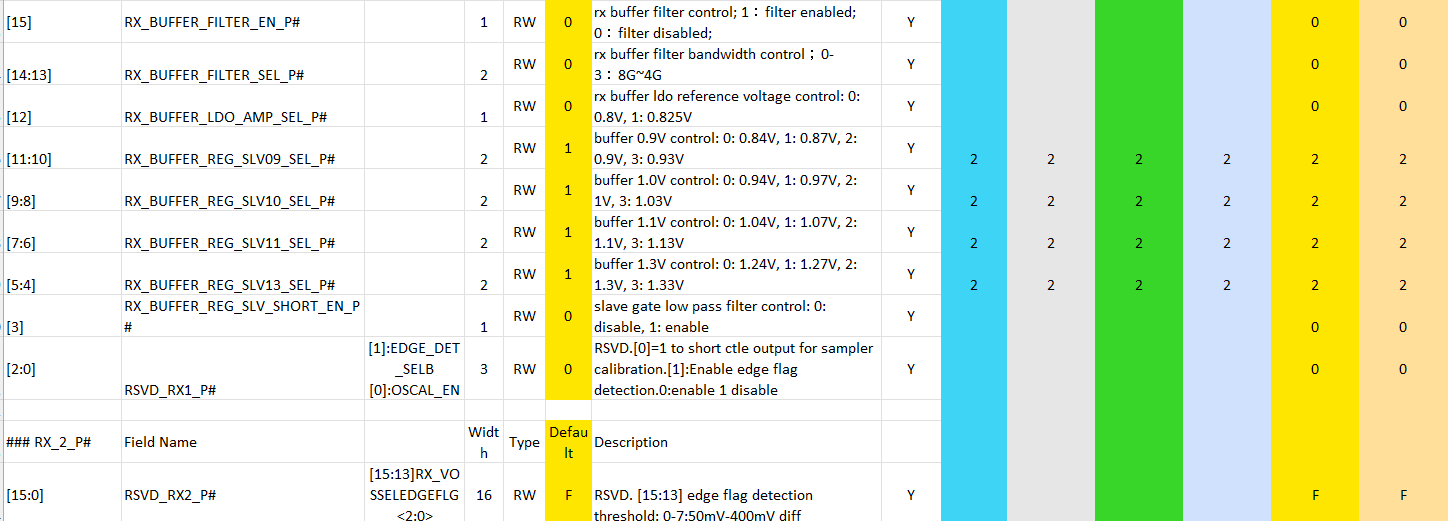 [15] RX_BUFFER_FILTER_EN_P# 1 RW 0 rx buffer filter control; 1：filter enabled; Y 0 0
0：filter disabled;
[14:13] RX_BUFFER_FILTER_SEL_P# 2 RW 0 rx buffer filter bandwidth control；0- Y 0 0
3：8G~4G
[12] RX_BUFFER_LDO_AMP_SEL_P# 1 RW 0 rx buffer ldo reference voltage control: 0: Y 0 0
0.8V, 1: 0.825V
[11:10] RX_BUFFER_REG_SLV09_SEL_P# 2 RW 1 buffer 0.9V control: 0: 0.84V, 1: 0.87V, 2: Y 2 2 2 2 2 2
0.9V, 3: 0.93V
[9:8] RX_BUFFER_REG_SLV10_SEL_P# 2 RW 1 buffer 1.0V control: 0: 0.94V, 1: 0.97V, 2: Y 2 2 2 2 2 2
1V, 3: 1.03V
[7:6] RX_BUFFER_REG_SLV11_SEL_P# 2 RW 1 buffer 1.1V control: 0: 1.04V, 1: 1.07V, 2: Y 2 2 2 2 2 2
1.1V, 3: 1.13V
[5:4] RX_BUFFER_REG_SLV13_SEL_P# 2 RW 1 buffer 1.3V control: 0: 1.24V, 1: 1.27V, 2: Y 2 2 2 2 2 2
1.3V, 3: 1.33V
[3] RX_BUFFER_REG_SLV_SHORT_EN_P 1 RW 0 slave gate low pass filter control: 0: Y 0 0
# disable, 1: enable
[2:0] RSVD_RX1_P# [1]:EDGE_DET 3 RW 0 RSVD.[0]=1 to short ctle output for sampler Y 0 0
_SELB calibration.[1]:Enable edge flag
[0]:OSCAL_EN detection.0:enable 1 disable
### RX_2_P# Field Name Widt Type Defau Description
h lt
[15:0] RSVD_RX2_P# [15:13]RX_VO 16 RW F RSVD. [15:13] edge flag detection Y F F
SSELEDGEFLG threshold: 0-7:50mV-400mV diff
<2:0>